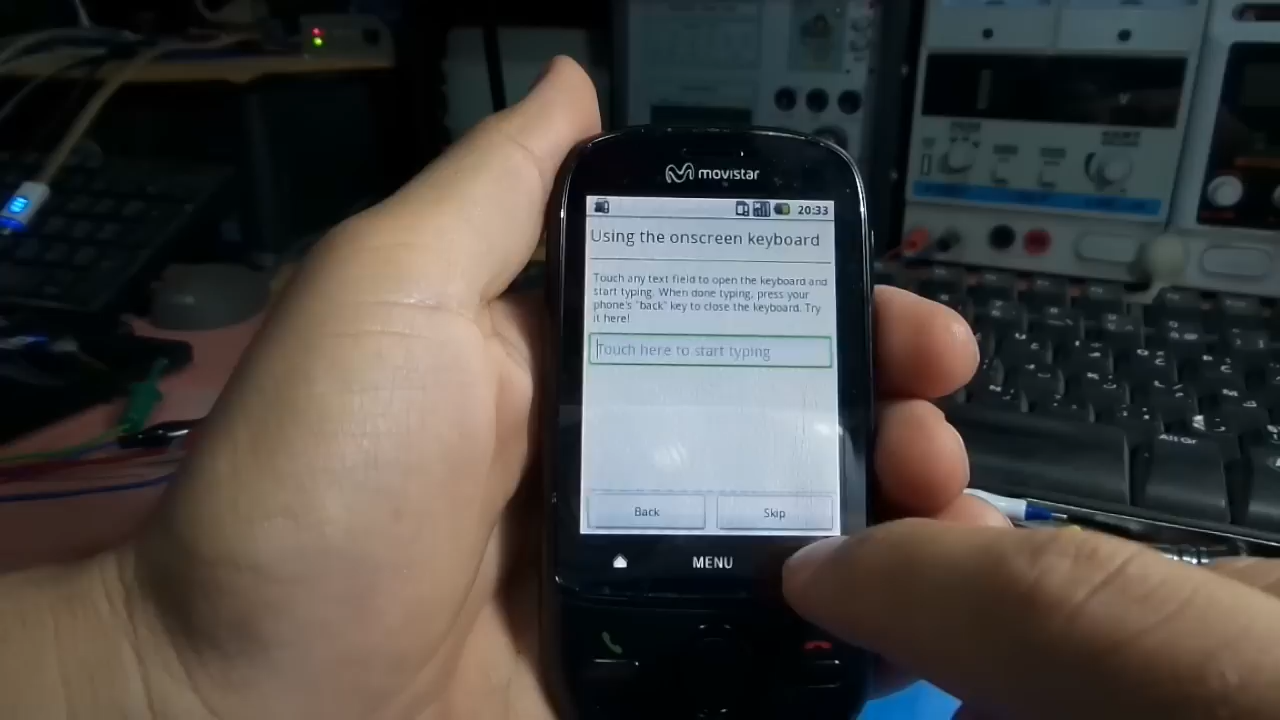 movistar
20:33
Using the onscreen keyboard
Touch any text field to open the keyboard and
start typing. When done typing, press your
phone's "back" key to close the keyboard. Try
it here!
Touch here to start typing
Back
Skip
MENU
Alt Gr